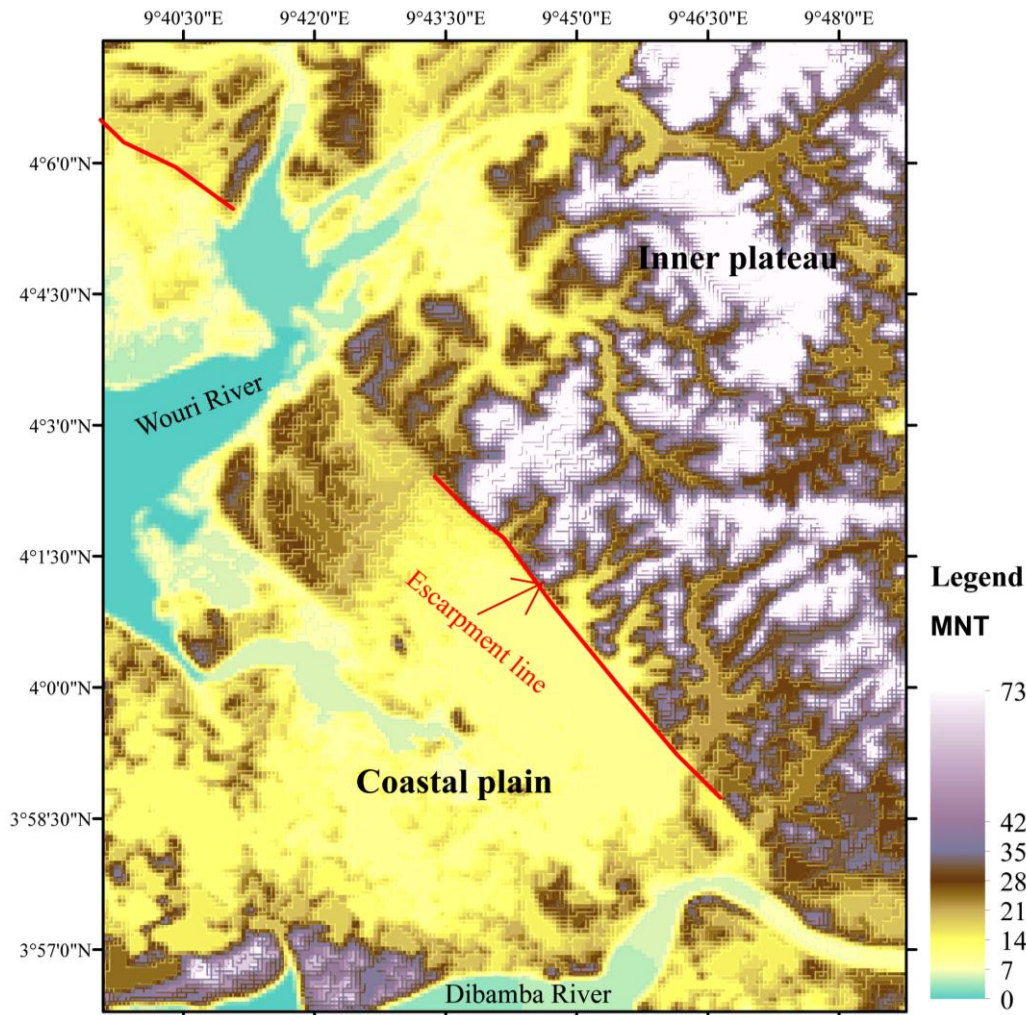 9°40'30"E 9°42'0"E 9°43'30"E 9°45'0"E 9°46'30"E 9°48'0"E
4°6'0"N
Inner plateau
4°4'30"N
Wouri River
4°3'0"N
4°1'30"N
Escarpment line
Legend
MNT
4°0'0"N
73
Coastal plain
3°58'30"N
42
35
28
21
14
3°57'0"N
7
Dibamba River
0